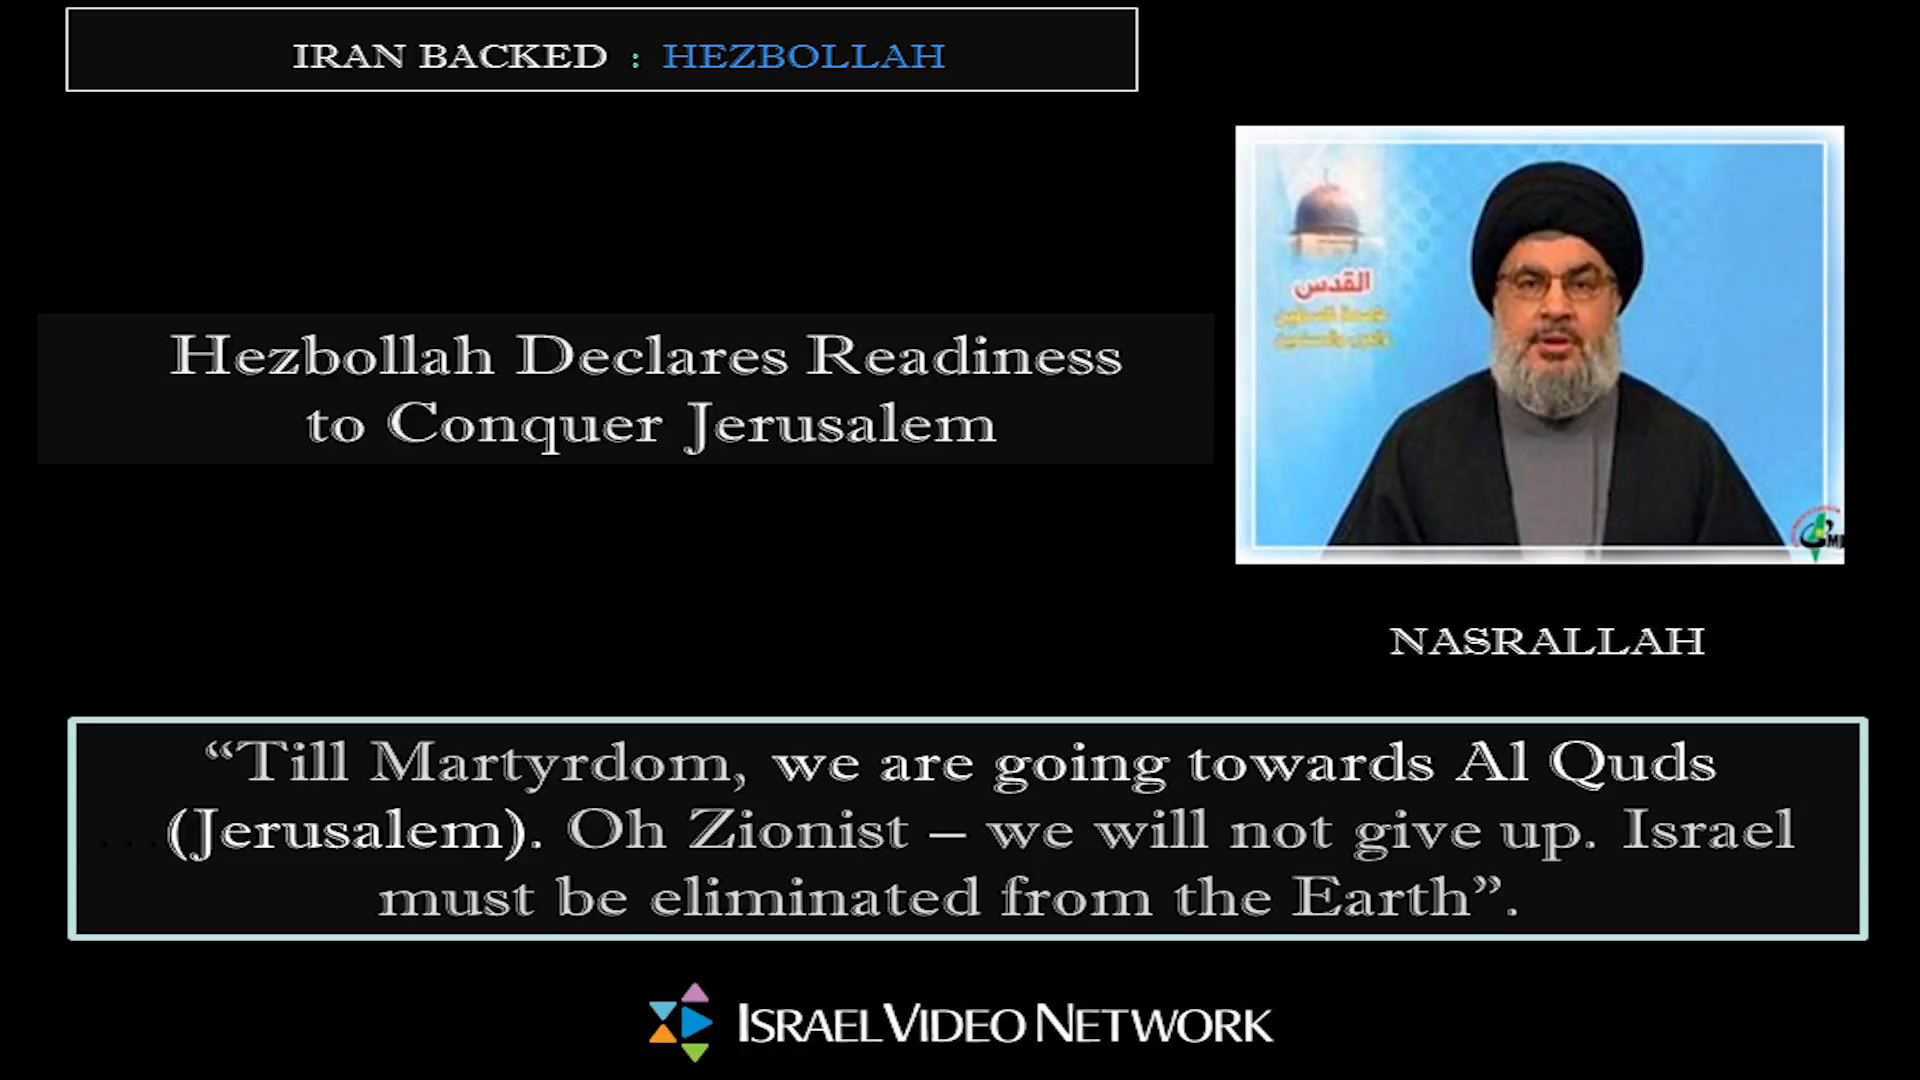 IRAN BACKED : HEZBOLLAH
القدس
Hezbollah Declares Readiness
to Conquer Jerusalem
NASRALLAH
“Till Martyrdom, we are going towards Al Quds
...(Jerusalem). Oh Zionist – we will not give up. Israel
must be eliminated from the Earth”.
ISRAEL VIDEO NETWORK